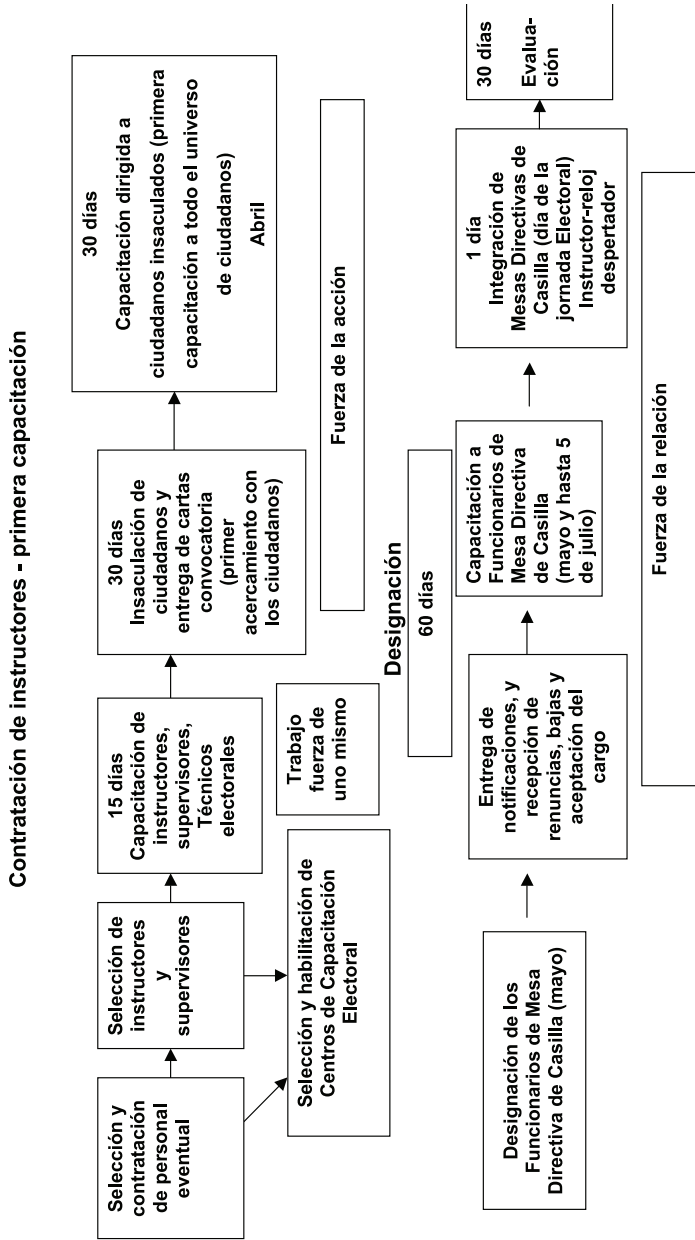 Contratación de instructores - primera capacitación
Selección y
contratación
de personal
eventual
Selección de
instructores
y
supervisores
15 días
Capacitación de
instructores,
supervisores,
Técnicos
electorales
30 días
Insaculación de
ciudadanos y
entrega de cartas
convocatoria
(primer
acercamiento con
los ciudadanos)
30 días
Capacitación dirigida a
ciudadanos insaculados (primera
capacitación a todo el universo
de ciudadanos)
Abril
Selección y habilitación de
Centros de Capacitación
Electoral
Trabajo
fuerza de
uno mismo
Fuerza de la acción
Designación
60 días
Designación de los
Funcionarios de Mesa
Directiva de Casilla (mayo)
Entrega de
notificaciones, y
recepción de
renuncias, bajas y
aceptación del
cargo
Capacitación a
Funcionarios de
Mesa Directiva
de Casilla
(mayo y hasta 5
de julio)
1 día
Integración de
Mesas Directivas de
Casilla (día de la
jornada Electoral)
Instructor-reloj
despertador
30 días
Evalua-
ción
Fuerza de la relación